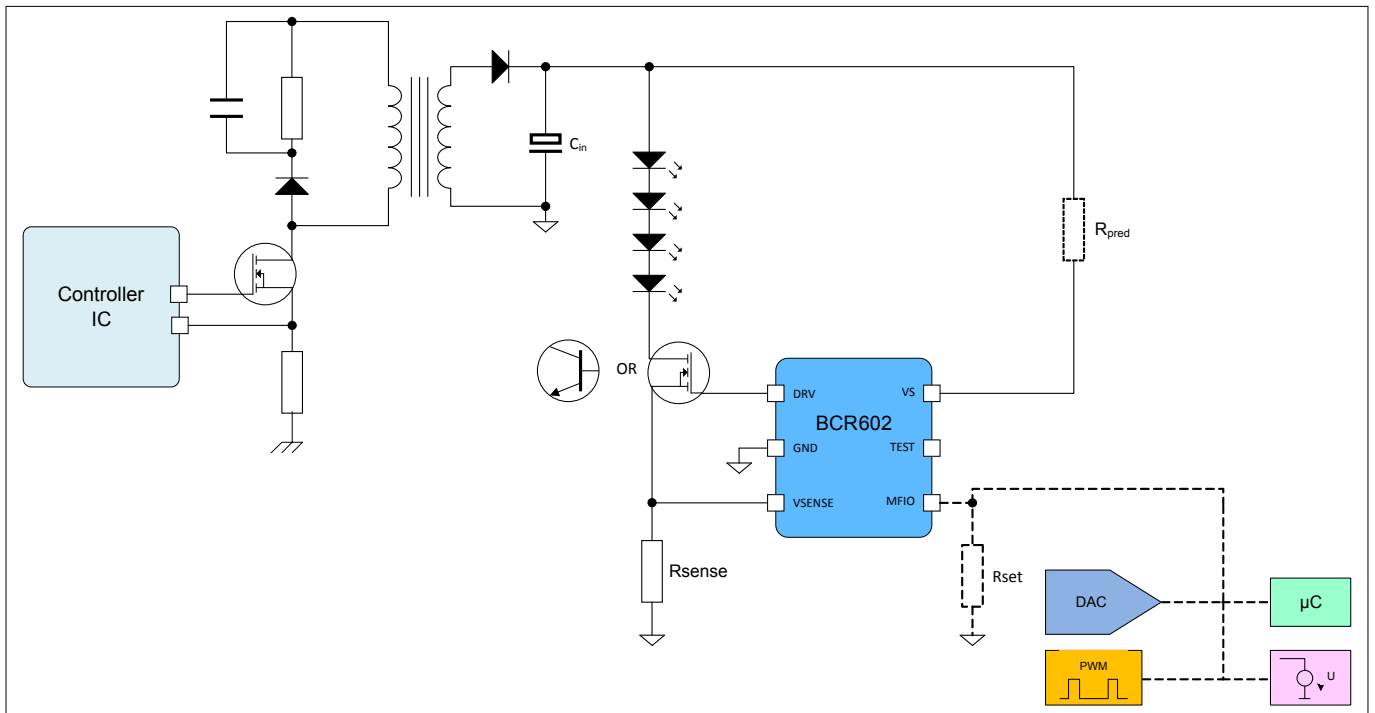 Cin
Rpred
Controller
IC
OR
DRV
VS
BCR602
GND
TEST
VSENSE
MFIO
Rsense
Rset
DAC
µC
PWM
U